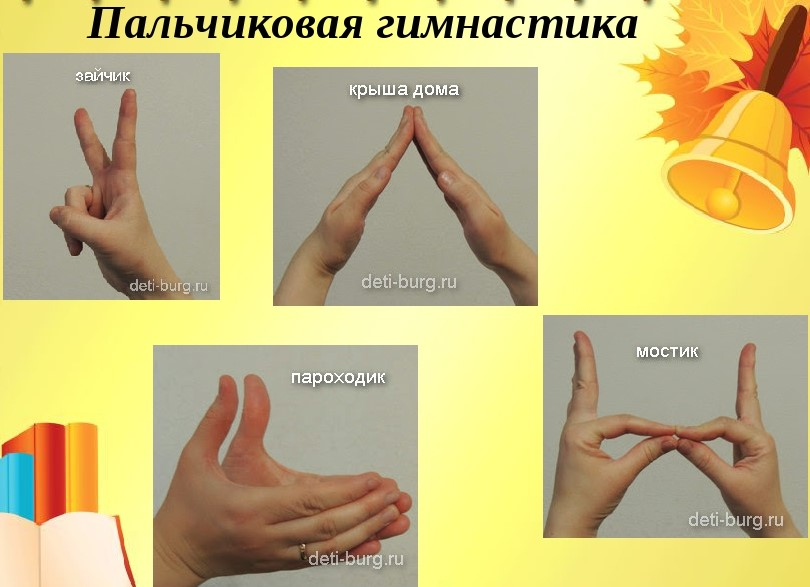 Пальчиковая гимнастика
зайчик
deti-burg.ru
крыша дома
deti-burg.ru
пароходик
deti-burg.ru
мостик
deti-burg.ru